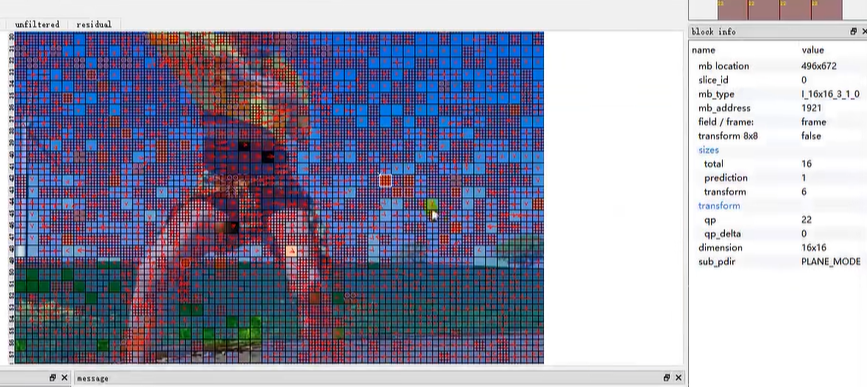 unfiltered residual
block info
name value
mb location 496x672
slice_id 0
mb_type I_16x16_3_1_0
mb_address 1921
field / frame: frame
transform 8x8 false
sizes
total 16
prediction 1
transform 6
transform
qp 22
qp_delta 0
dimension 16x16
sub_pdir PLANE_MODE
message